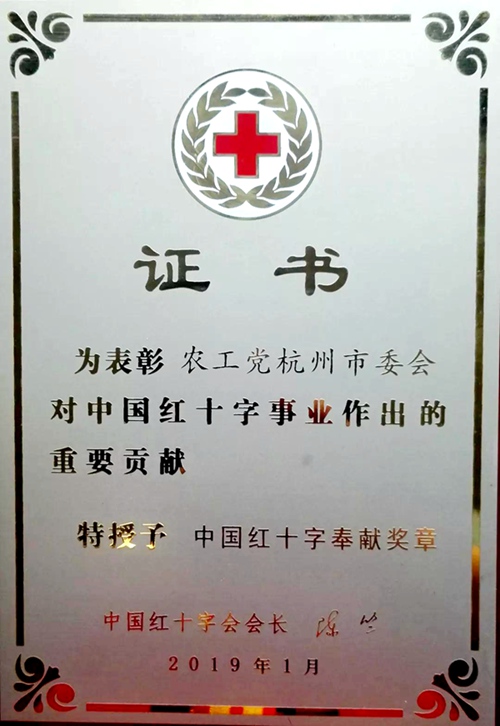 证书
为表彰 农工党杭州市委会
对中国红十字事业作出的
重要贡献
特授予 中国红十字奉献奖章
中国红十字会会长 陈竺
2019年1月